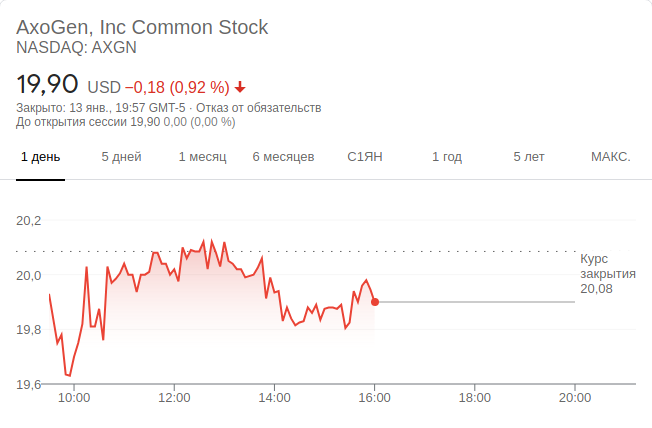 AxoGen, Inc Common Stock
NASDAQ: AXGN
19,90 USD −0,18 (0,92 %)
Закрыто: 13 янв., 19:57 GMT-5 · Отказ от обязательств
До открытия сессии 19,90 0,00 (0,00 %)
1 день 5 дней 1 месяц 6 месяцев С1ЯН 1 год 5 лет МАКС.
20,2
20,0
19,8
19,6
Курс
закрытия
20,08
10:00 12:00 14:00 16:00 18:00 20:00